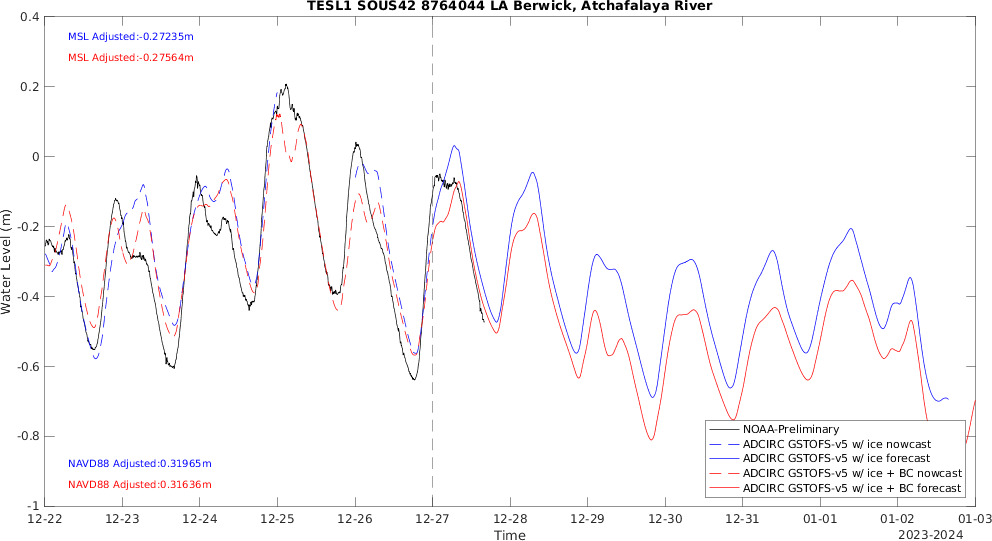 TESL1 SOUS42 8764044 LA Berwick, Atchafalaya River
MSL Adjusted:-0.27235m
MSL Adjusted:-0.27564m
NAVD88 Adjusted:0.31965m
NAVD88 Adjusted:0.31636m
Water Level (m)
0.4
0.2
0
-0.2
-0.4
-0.6
-0.8
-1
NOAA-Preliminary
ADCIRC GSTOFS-v5 w/ ice nowcast
ADCIRC GSTOFS-v5 w/ ice forecast
ADCIRC GSTOFS-v5 w/ ice + BC nowcast
ADCIRC GSTOFS-v5 w/ ice + BC forecast
12-22 12-23 12-24 12-25 12-26 12-27 12-28 12-29 12-30 12-31 01-01 01-02 01-03
Time
2023-2024